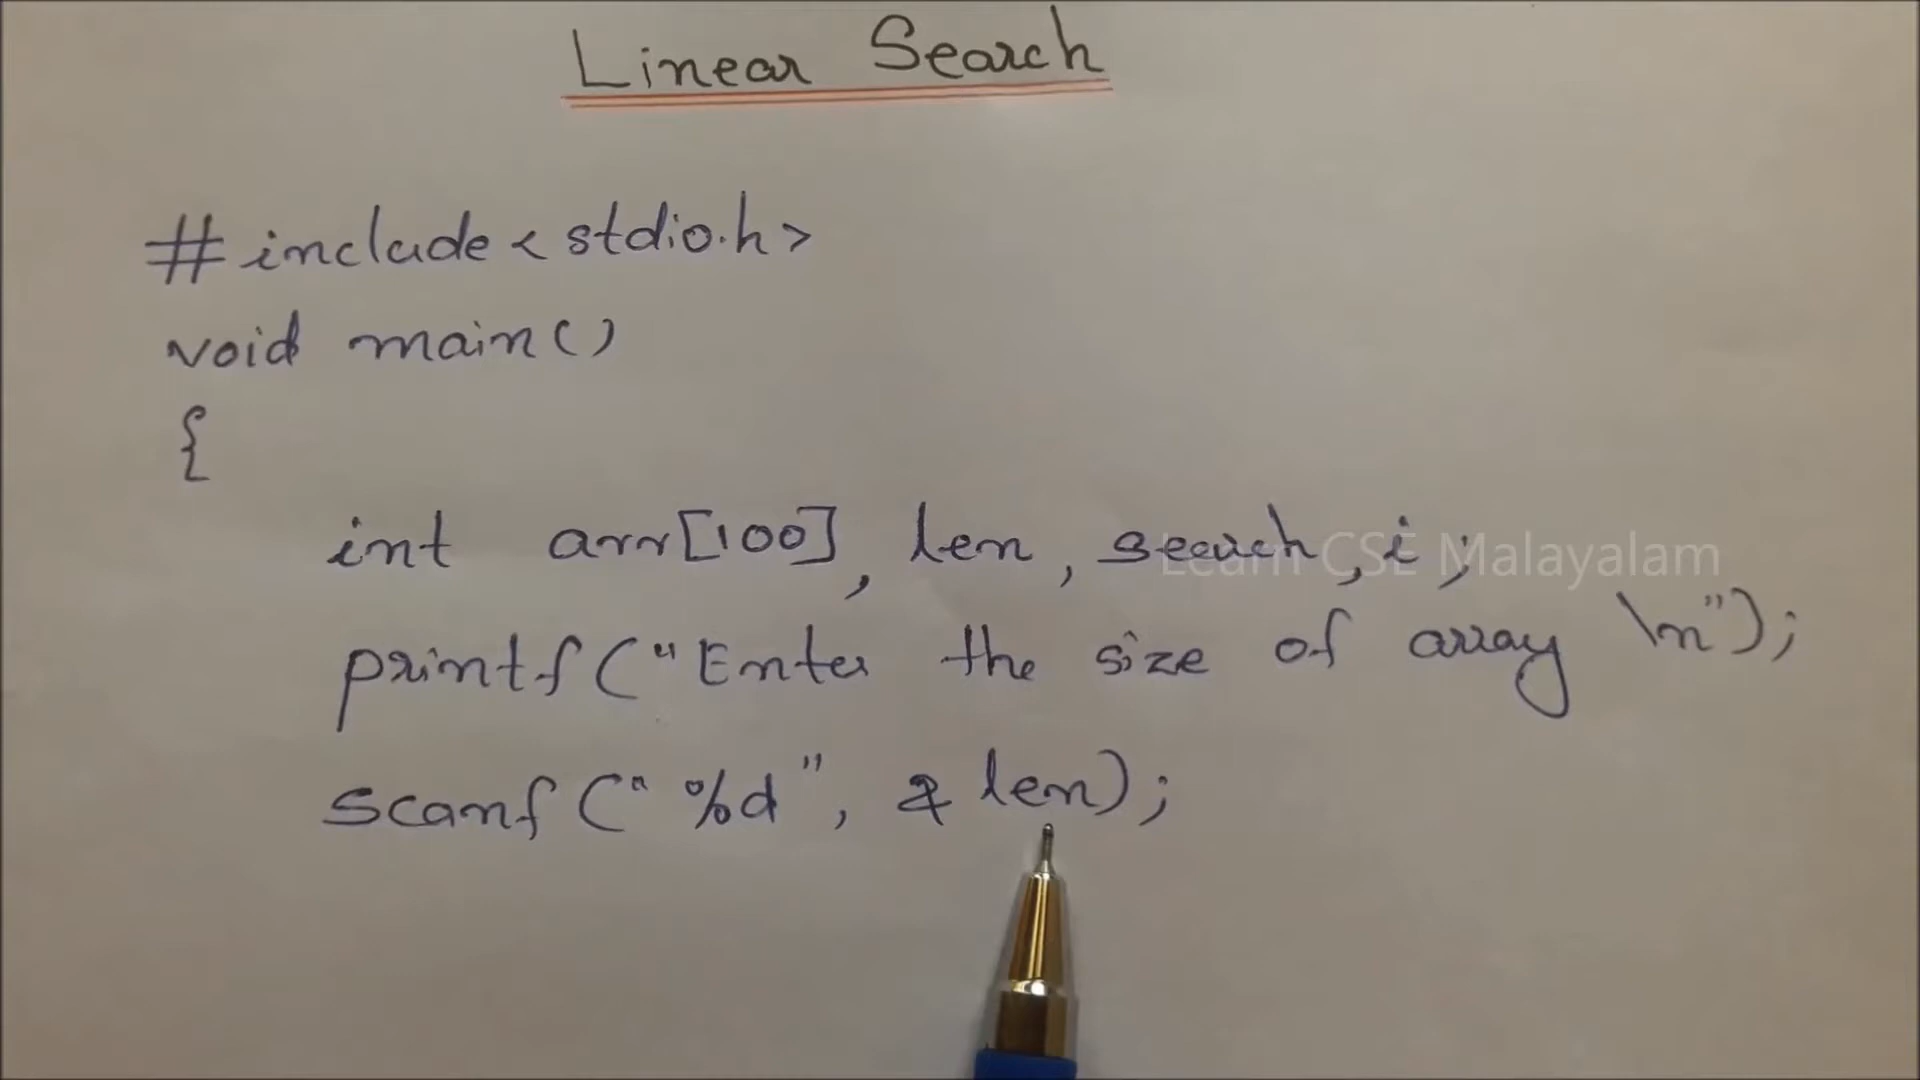 Linear Search
#include<stdio.h>
void main()
{
int arr[100], len, search, i;
Learn CSE Malayalam
printf("Enter the size of array \n");
scanf("%d", &len);